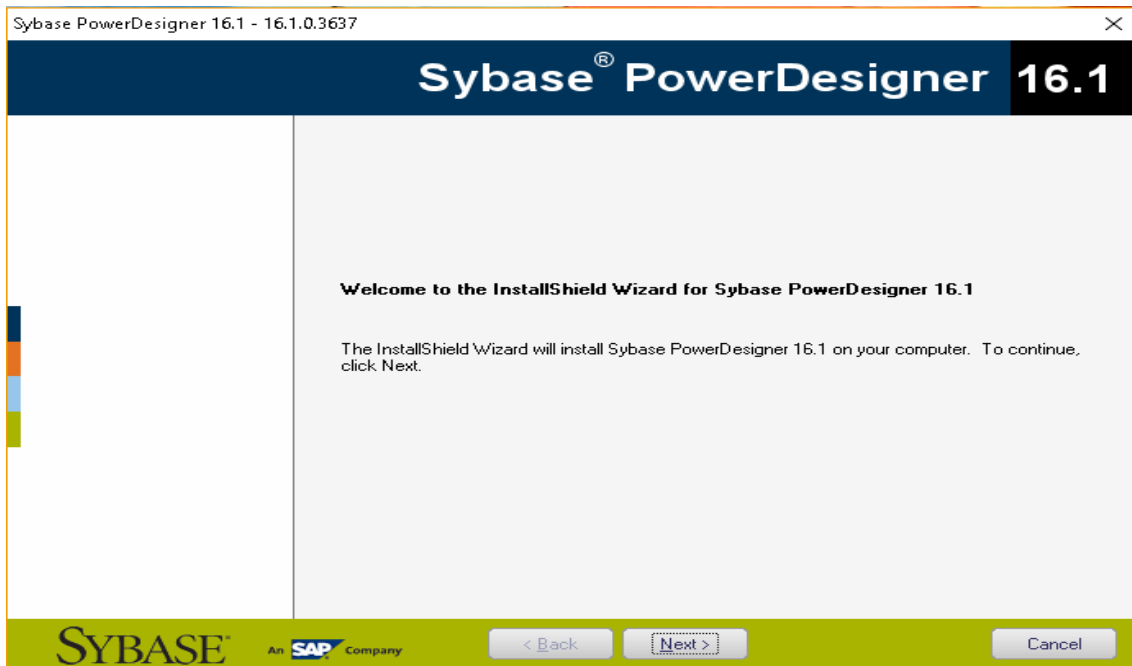 Sybase PowerDesigner 16.1 - 16.1.0.3637
Sybase® PowerDesigner 16.1
Welcome to the InstallShield Wizard for Sybase PowerDesigner 16.1
The InstallShield Wizard will install Sybase PowerDesigner 16.1 on your computer.  To continue,
click Next.
SYBASE® An SAP Company < Back Next > Cancel